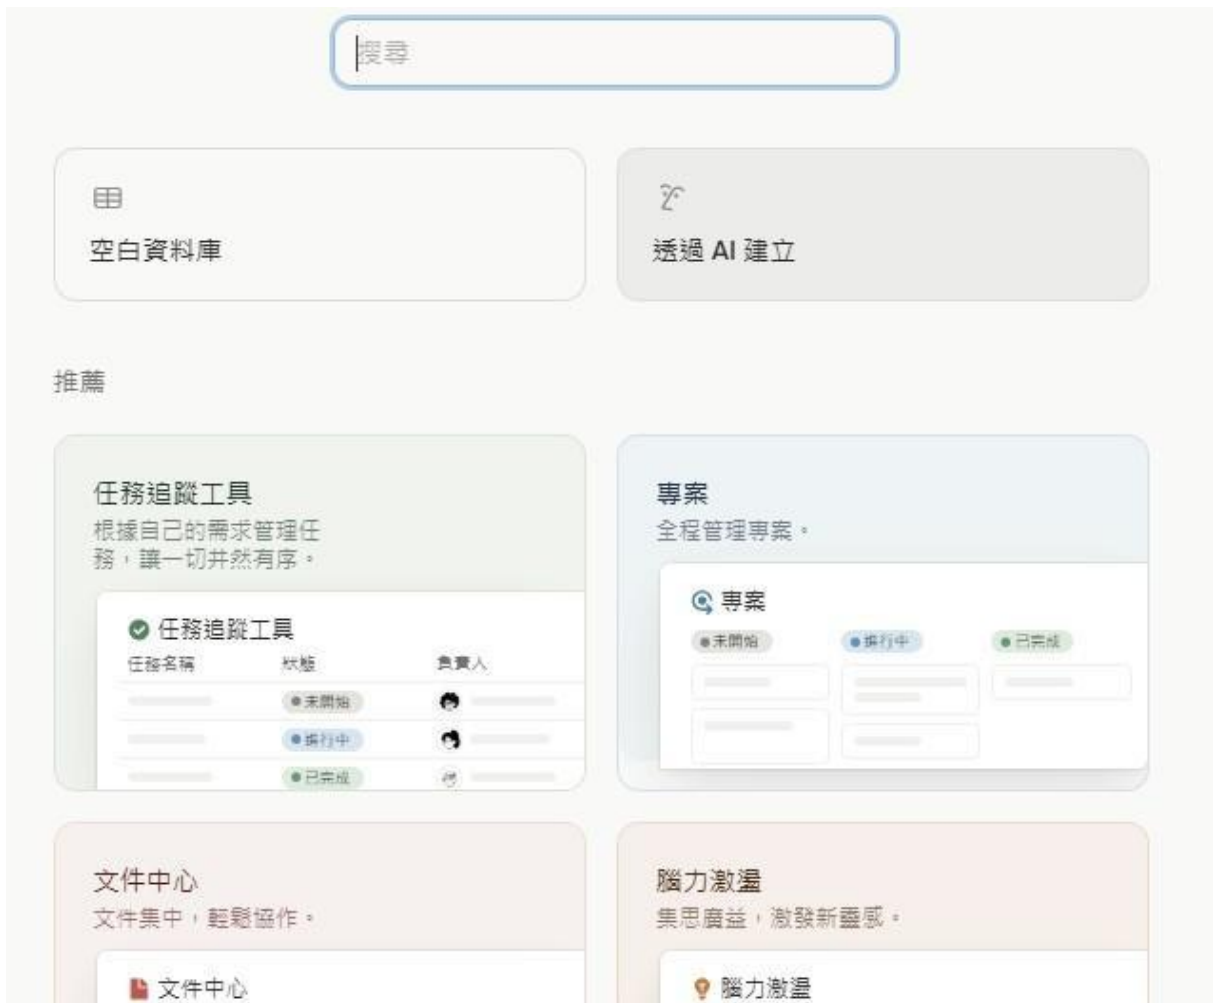 搜尋
空白資料庫
透過 AI 建立
推薦
任務追蹤工具
根據自己的需求管理任
務，讓一切井然有序。
任務追蹤工具
任務名稱 狀態 負責人
未開始
進行中
已完成
專案
全程管理專案。
專案
未開始 進行中 已完成
文件中心
文件集中，輕鬆協作。
文件中心
腦力激盪
集思廣益，激發新靈感。
腦力激盪